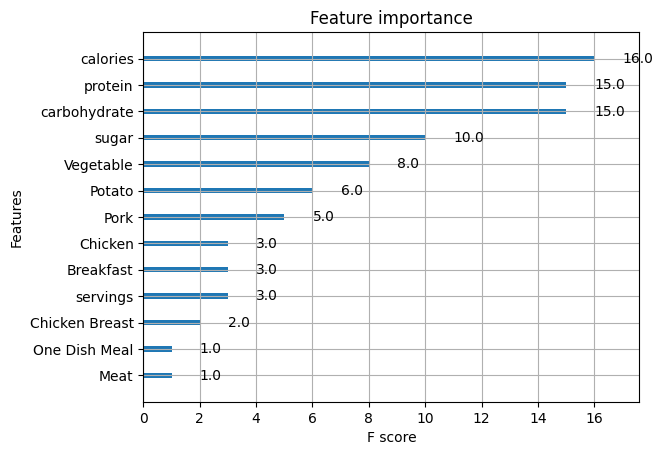 Feature importance
calories 16.0
protein 15.0
carbohydrate 15.0
sugar 10.0
Vegetable 8.0
Potato 6.0
Pork 5.0
Chicken 3.0
Breakfast 3.0
servings 3.0
Chicken Breast 2.0
One Dish Meal 1.0
Meat 1.0
Features
0 2 4 6 8 10 12 14 16
F score